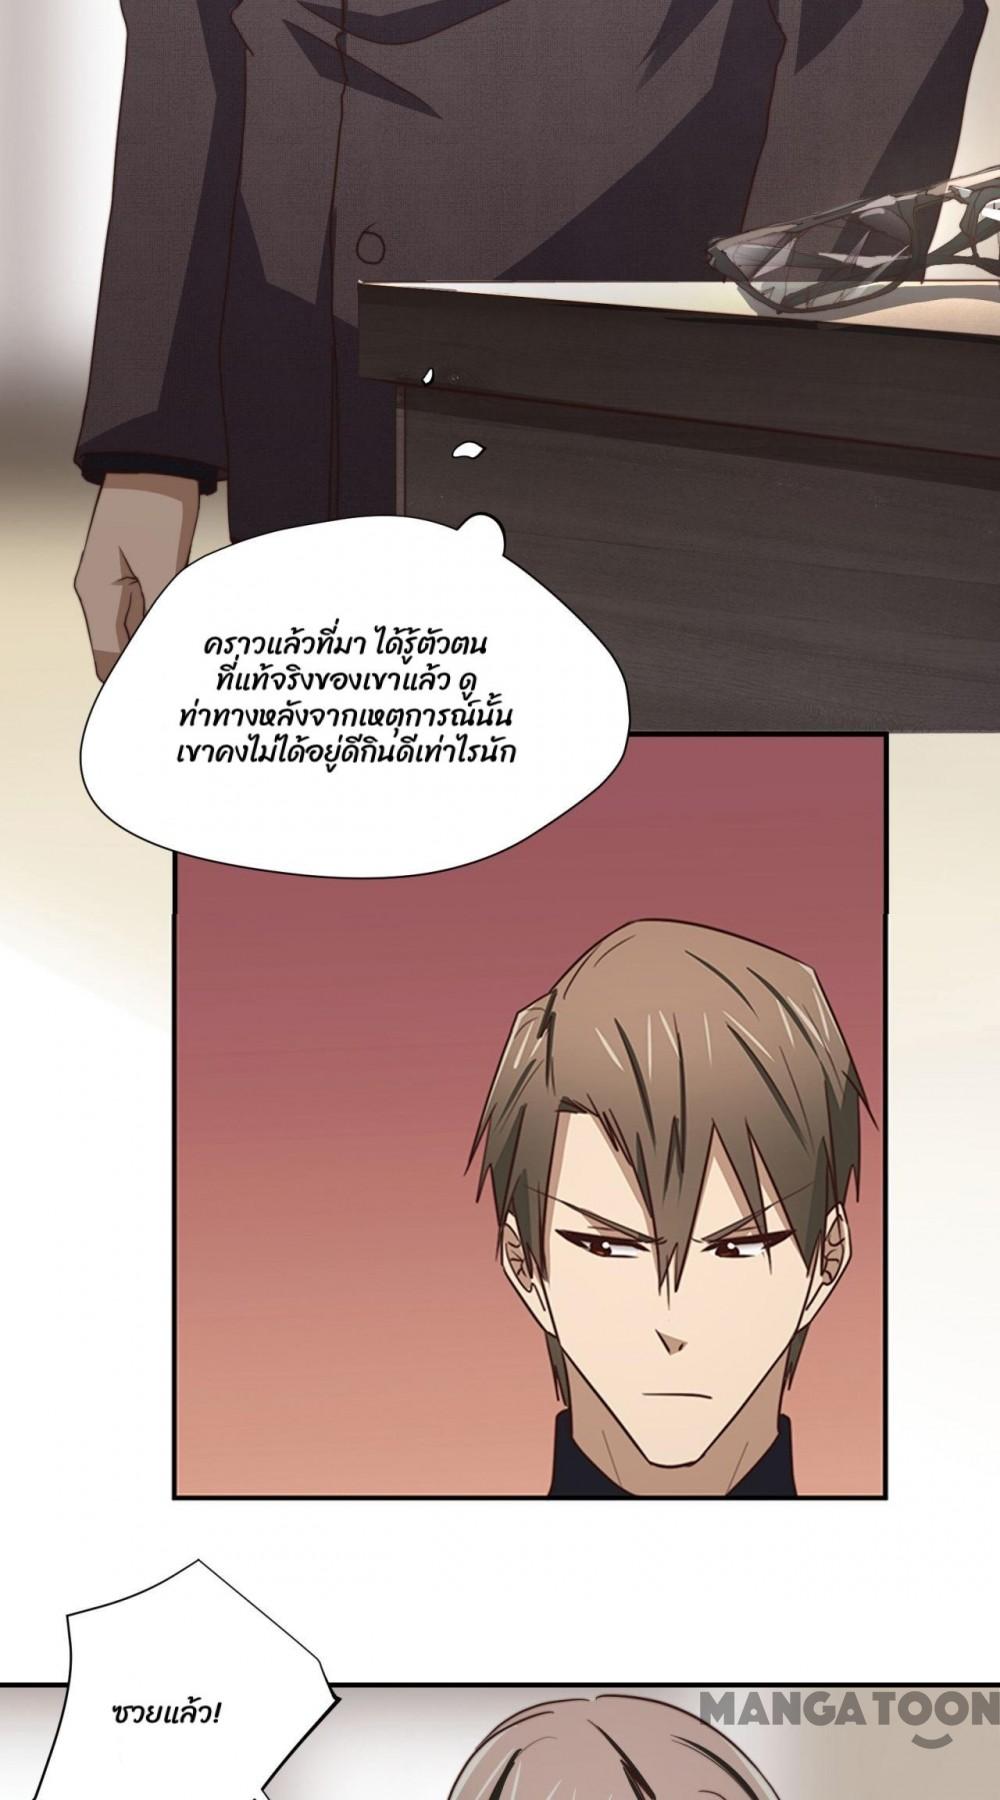 คราวแล้วที่มา ได้รู้ตัวตน
ที่แท้จริงของเขาแล้ว ดู
ท่าทางหลังจากเหตุการณ์นั้น
เขาคงไม่ได้อยู่ดีกินดีเท่าไรนัก
ซวยแล้ว!
MANGATOON